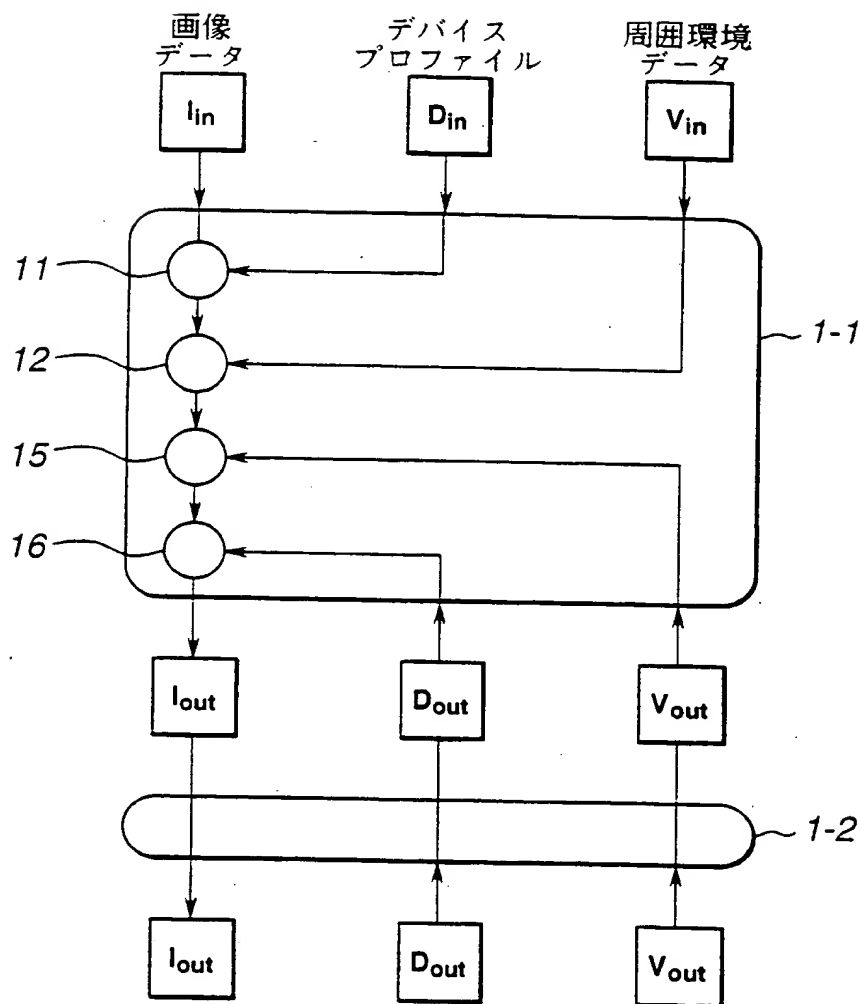 画像
データ
デバイス
プロファイル
周囲環境
データ
Iin
Din
Vin
11
12
15
16
1-1
Iout
Dout
Vout
1-2
Iout
Dout
Vout